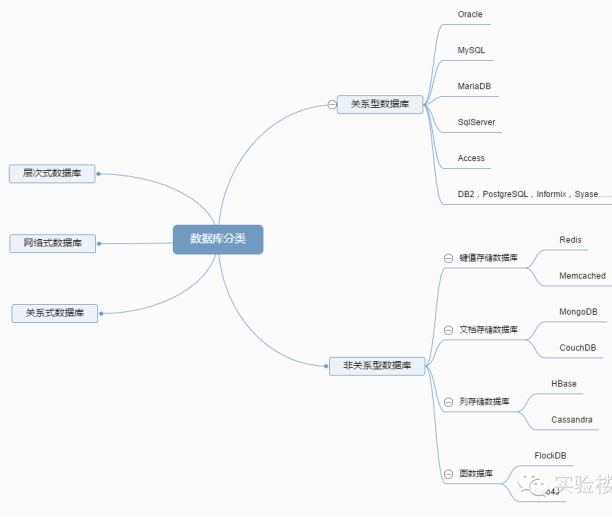 Oracle
MySQL
MariaDB
关系型数据库
SqlServer
Access
DB2，PostgreSQL，Informix，Syase……
层次式数据库
网络式数据库
关系式数据库
数据库分类
Redis
键值存储数据库
Memcached
MongoDB
文档存储数据库
CouchDB
非关系型数据库
HBase
列存储数据库
Cassandra
FlockDB
图数据库
实验楼